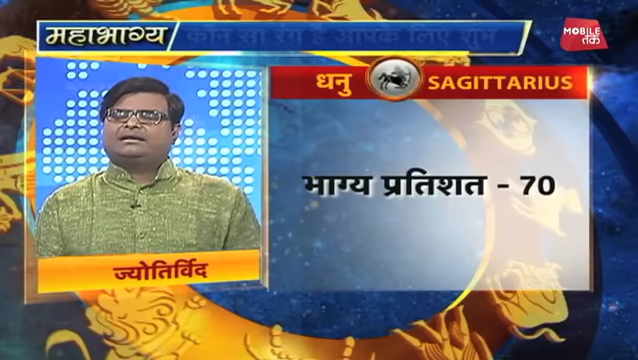 महाभाग्य
कौन सा रंग है आपके लिए शुभ
MOBILE
तक
धनु SAGITTARIUS
भाग्य प्रतिशत - 70
ज्योतिर्विद